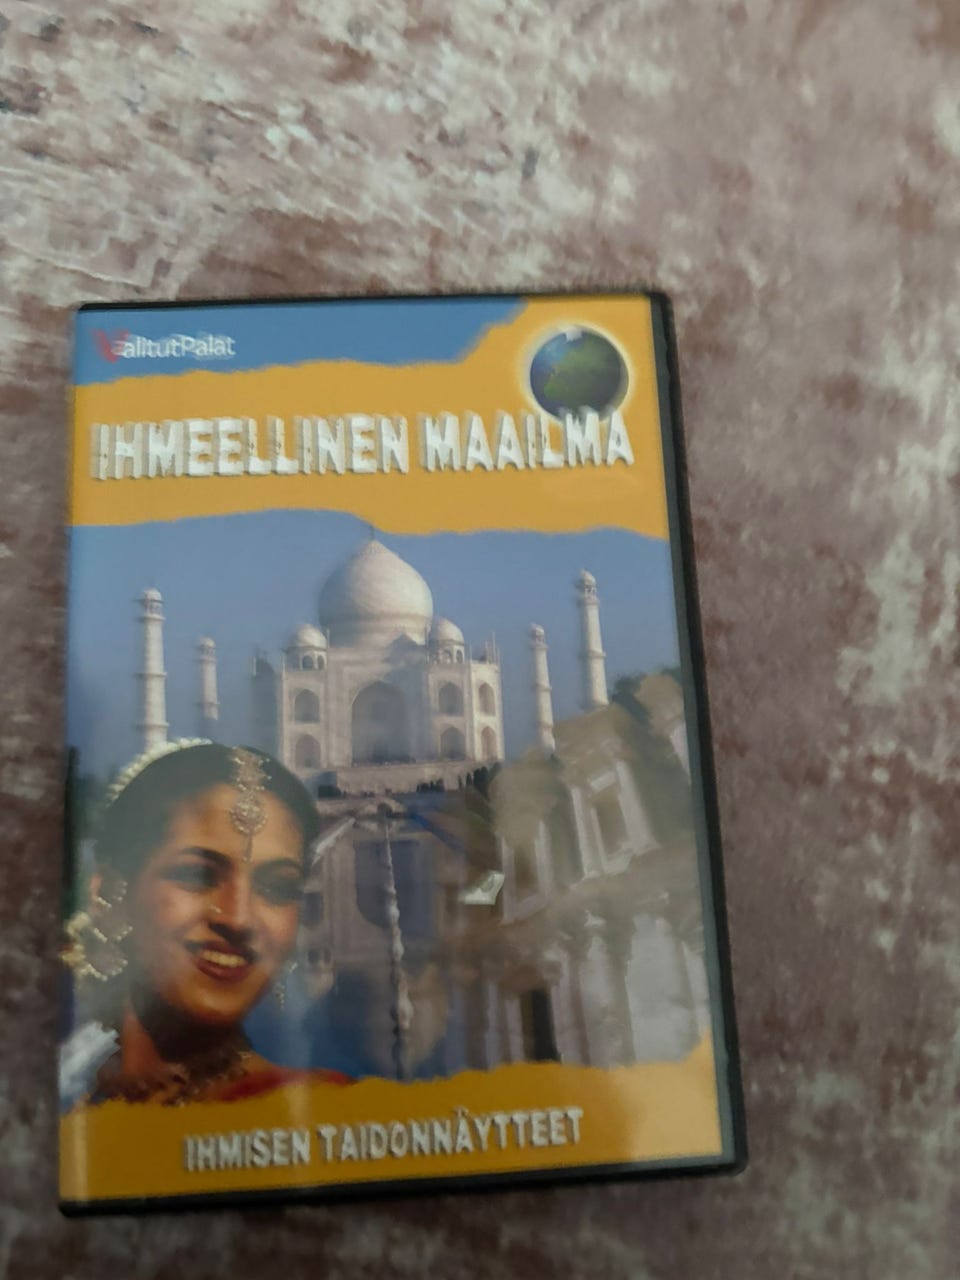 ValitutPalat
IHMEELLINEN MAAILMA
IHMISEN TAIDONNÄYTTEET